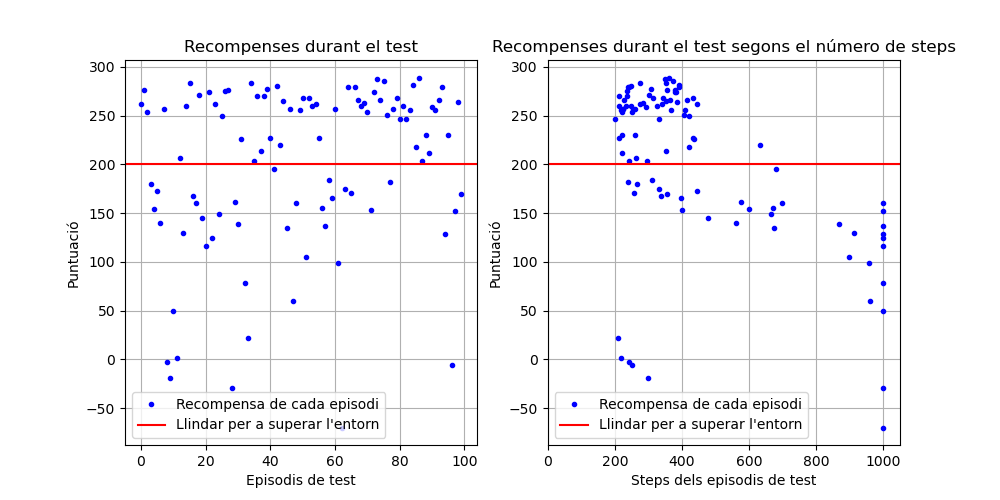 Recompenses durant el test
Puntuació
300
250
200
150
100
50
0
−50
0
20
40
60
80
100
Episodis de test
Recompensa de cada episodi
Llindar per a superar l'entorn
Recompenses durant el test segons el número de steps
Puntuació
300
250
200
150
100
50
0
−50
0
200
400
600
800
1000
Steps dels episodis de test
Recompensa de cada episodi
Llindar per a superar l'entorn